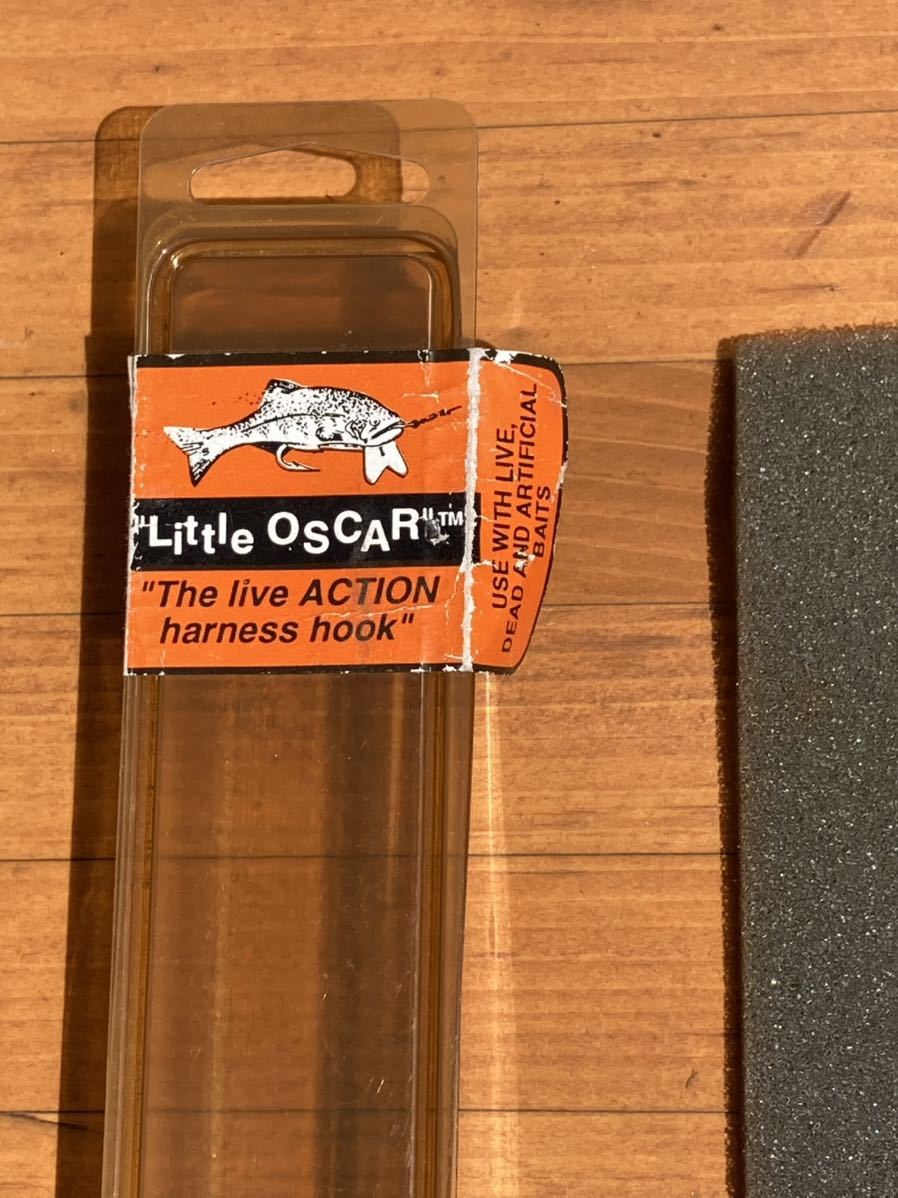 "Little OSCAR"™
"The live ACTION
harness hook"
USE WITH LIVE,
DEAD AND ARTIFICIAL
BAITS